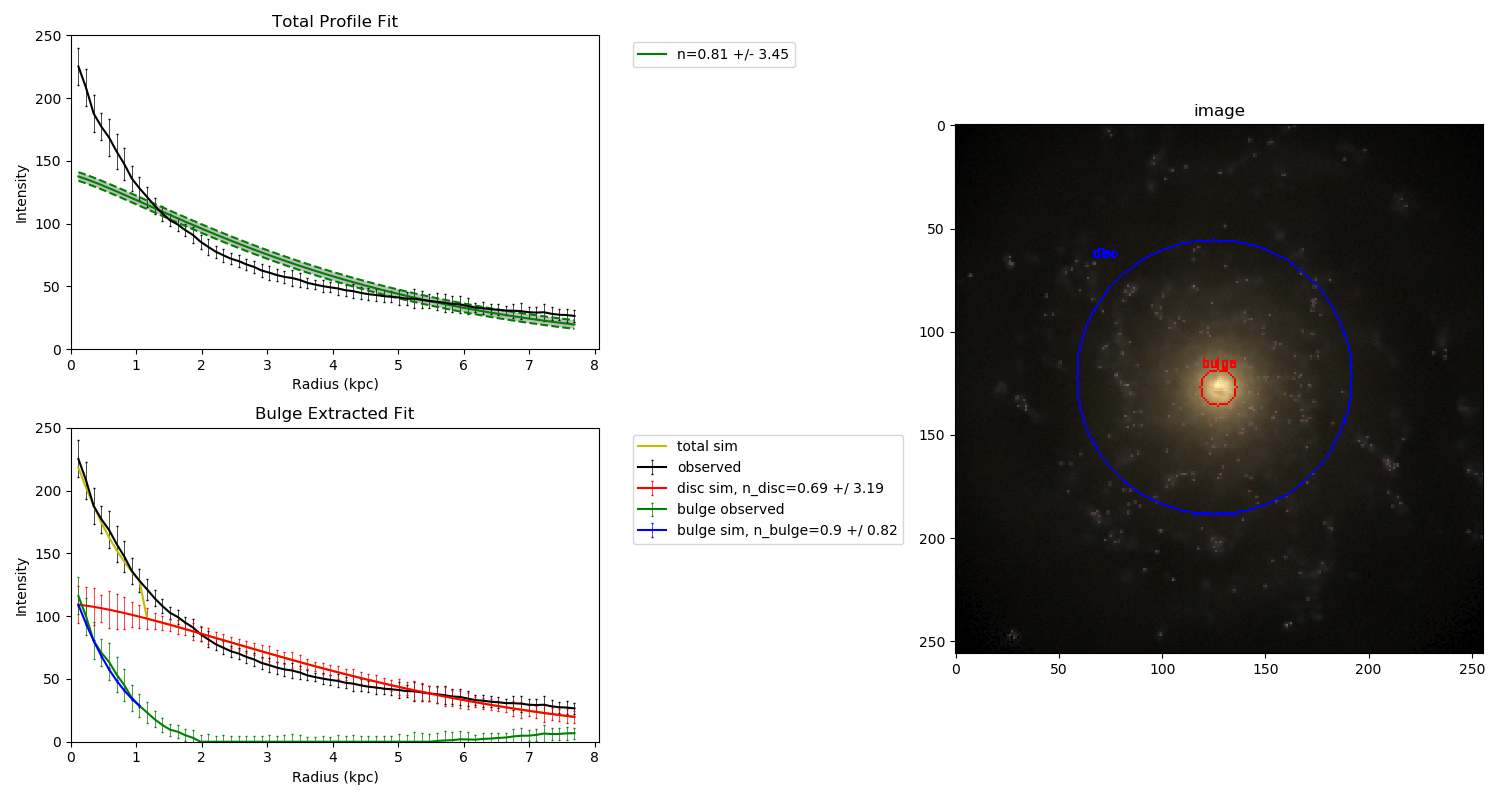 Total Profile Fit
250
200
150
100
50
0
Intensity
0 1 2 3 4 5 6 7 8
Radius (kpc)
n=0.81 +/- 3.45
Bulge Extracted Fit
250
200
150
100
50
0
Intensity
0 1 2 3 4 5 6 7 8
Radius (kpc)
total sim
observed
disc sim, n_disc=0.69 +/ 3.19
bulge observed
bulge sim, n_bulge=0.9 +/ 0.82
image
0
50
100
150
200
250
0 50 100 150 200 250
disc
bulge